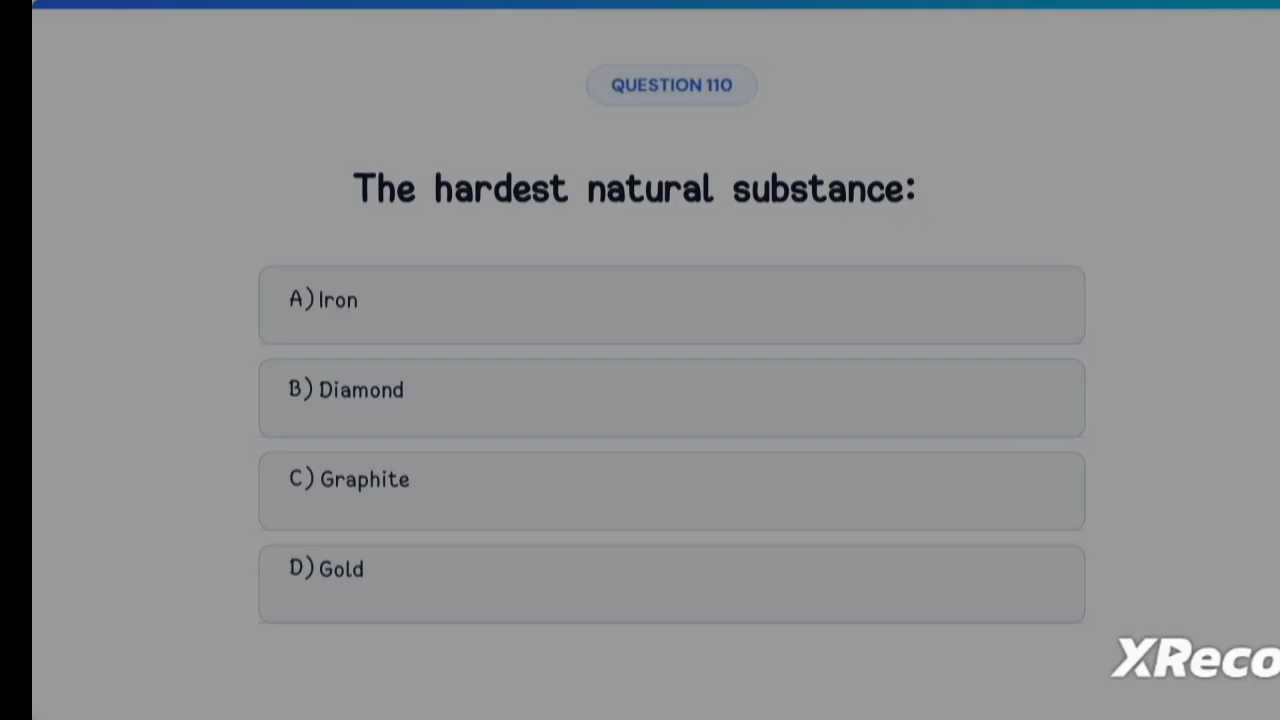 QUESTION 110
The hardest natural substance:
A) Iron
B) Diamond
C) Graphite
D) Gold
XReco